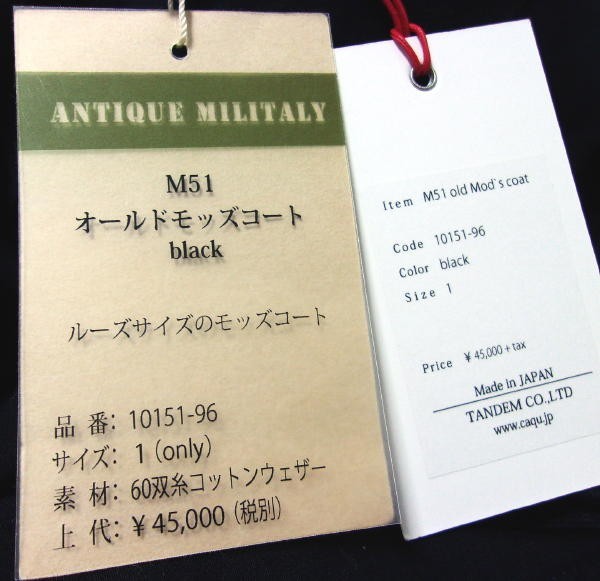 ANTIQUE MILITALY
M51
オールドモッズコート
black
ルーズサイズのモッズコート
品 番: 10151-96
サイズ: 1 (only)
素 材: 60双糸コットンウェザー
上 代: ¥ 45,000 (税別)
Item M51 old Mod`s coat
Code 10151-96
Color black
Size 1
Price ¥ 45,000 + tax
Made in JAPAN
TANDEM CO.,LTD
www.caqu.jp